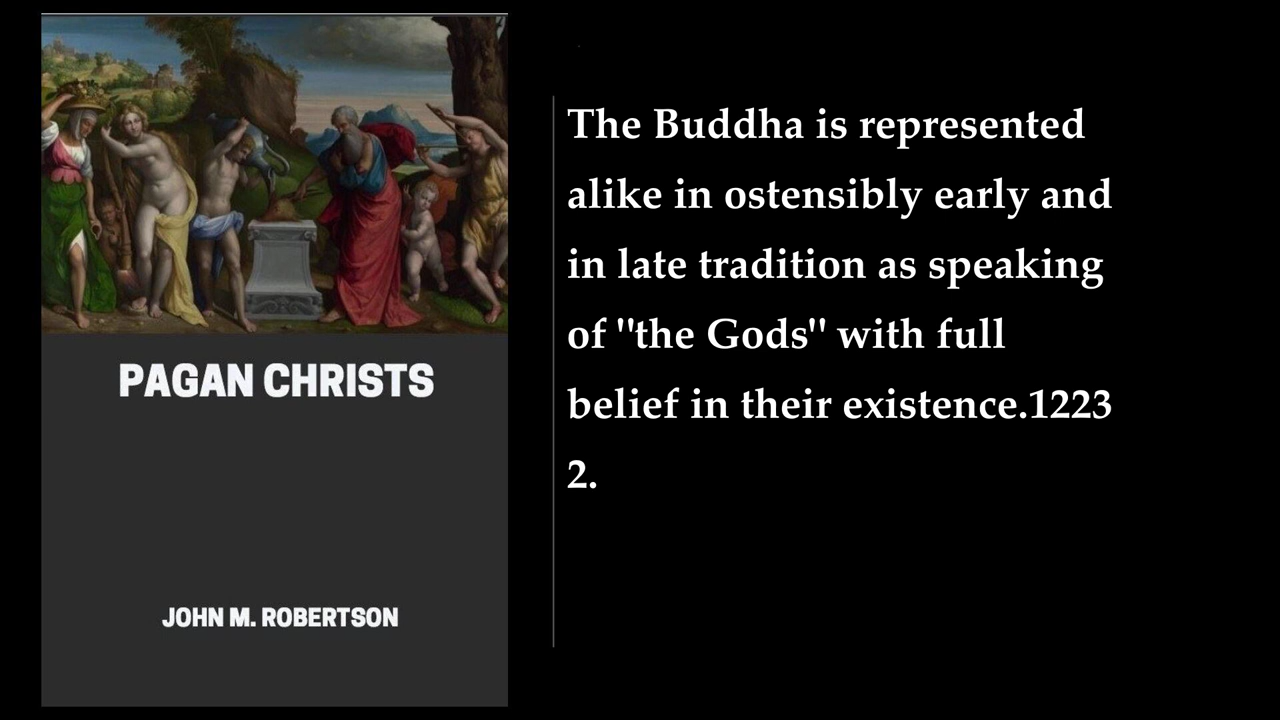 PAGAN CHRISTS
JOHN M. ROBERTSON
The Buddha is represented
alike in ostensibly early and
in late tradition as speaking
of "the Gods" with full
belief in their existence.1223
2.